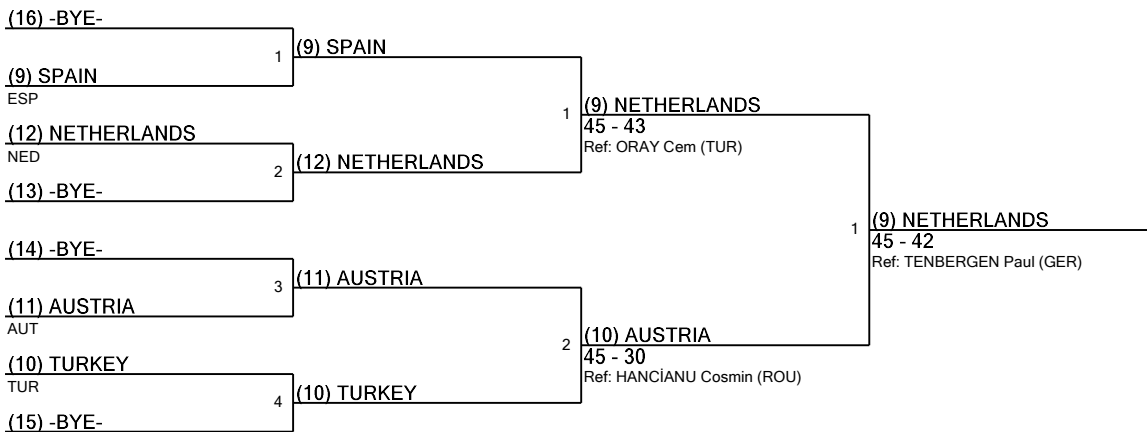 (16) -BYE-
(9) SPAIN
ESP
(12) NETHERLANDS
NED
(13) -BYE-
(14) -BYE-
(11) AUSTRIA
AUT
(10) TURKEY
TUR
(15) -BYE-
1
(9) SPAIN
2
(12) NETHERLANDS
3
(11) AUSTRIA
4
(10) TURKEY
1
(9) NETHERLANDS
45 - 43
Ref: ORAY Cem (TUR)
2
(10) AUSTRIA
45 - 30
Ref: HANCİANU Cosmin (ROU)
1
(9) NETHERLANDS
45 - 42
Ref: TENBERGEN Paul (GER)